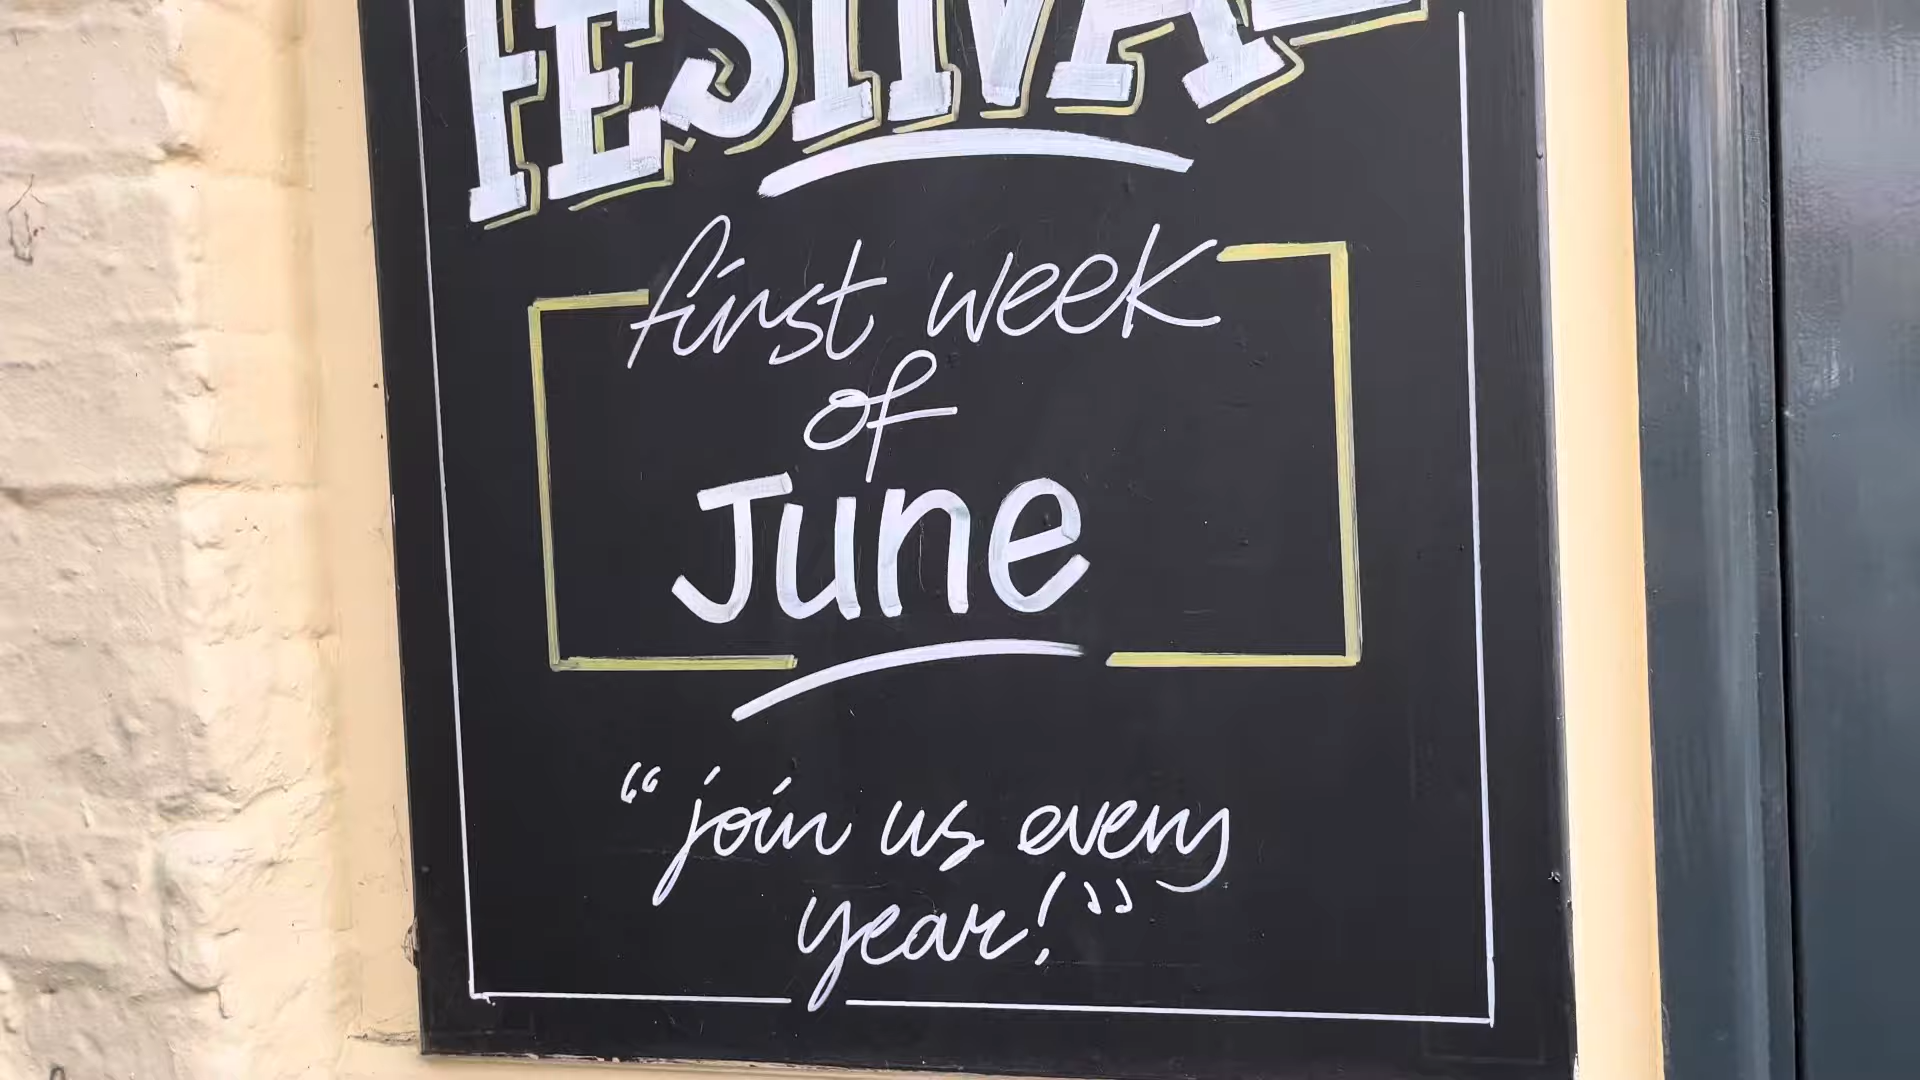 FESTIVAL
first week
of
June
“join us every
year!”